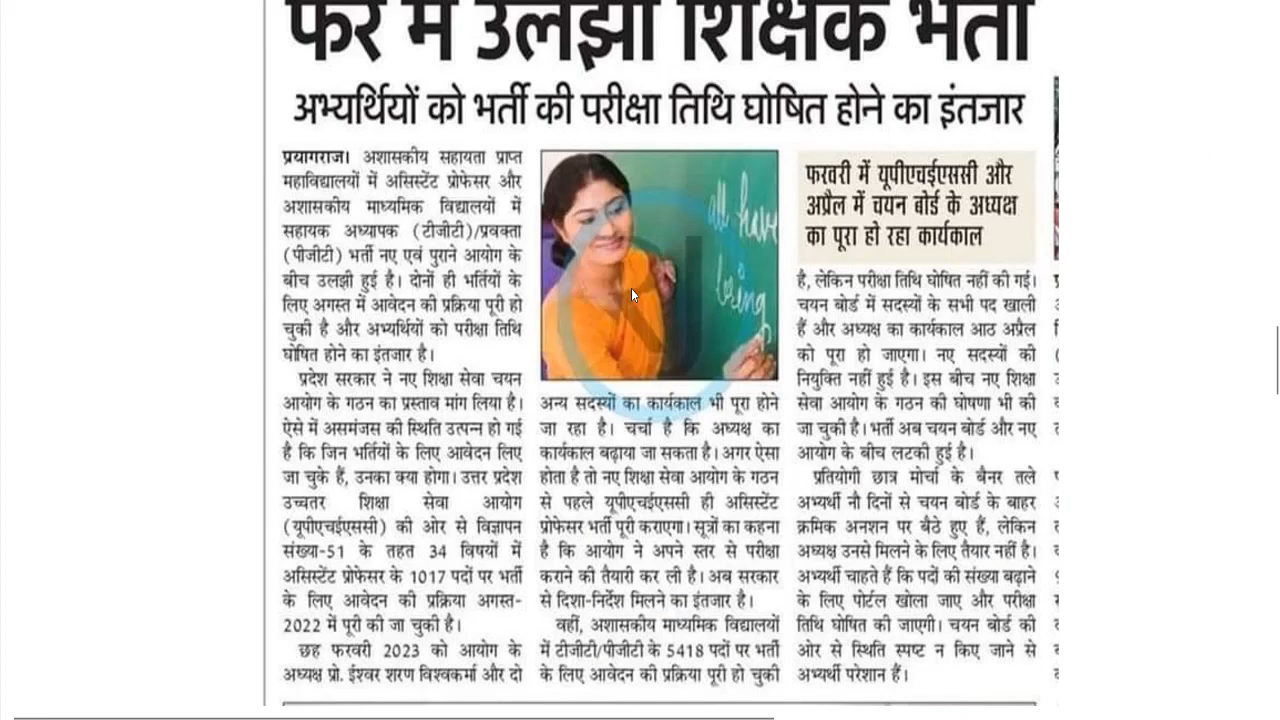 फेर में उलझी शिक्षक भर्ती
अभ्यर्थियों को भर्ती की परीक्षा तिथि घोषित होने का इंतजार
प्रयागराज। अशासकीय सहायता प्राप्त
महाविद्यालयों में असिस्टेंट प्रोफेसर और
अशासकीय माध्यमिक विद्यालयों में
सहायक अध्यापक (टीजीटी)/प्रवक्ता
(पीजीटी) भर्ती नए एवं पुराने आयोग के
बीच उलझी हुई है। दोनों ही भर्तियों के
लिए अगस्त में आवेदन की प्रक्रिया पूरी हो
चुकी है और अभ्यर्थियों को परीक्षा तिथि
घोषित होने का इंतजार है।
प्रदेश सरकार ने नए शिक्षा सेवा चयन
आयोग के गठन का प्रस्ताव मांग लिया है।
ऐसे में असमंजस की स्थिति उत्पन्न हो गई
है कि जिन भर्तियों के लिए आवेदन लिए
जा चुके हैं, उनका क्या होगा। उत्तर प्रदेश
उच्चतर शिक्षा सेवा आयोग
(यूपीएचईएससी) की ओर से विज्ञापन
संख्या-51 के तहत 34 विषयों में
असिस्टेंट प्रोफेसर के 1017 पदों पर भर्ती
के लिए आवेदन की प्रक्रिया अगस्त-
2022 में पूरी की जा चुकी है।
छह फरवरी 2023 को आयोग के
अध्यक्ष प्रो. ईश्वर शरण विश्वकर्मा और दो
all have
being
अन्य सदस्यों का कार्यकाल भी पूरा होने
जा रहा है। चर्चा है कि अध्यक्ष का
कार्यकाल बढ़ाया जा सकता है। अगर ऐसा
होता है तो नए शिक्षा सेवा आयोग के गठन
से पहले यूपीएचईएससी ही असिस्टेंट
प्रोफेसर भर्ती पूरी कराएगा। सूत्रों का कहना
है कि आयोग ने अपने स्तर से परीक्षा
कराने की तैयारी कर ली है। अब सरकार
से दिशा-निर्देश मिलने का इंतजार है।
वहीं, अशासकीय माध्यमिक विद्यालयों
में टीजीटी/पीजीटी के 5418 पदों पर भर्ती
के लिए आवेदन की प्रक्रिया पूरी हो चुकी
फरवरी में यूपीएचईएससी और
अप्रैल में चयन बोर्ड के अध्यक्ष
का पूरा हो रहा कार्यकाल
है, लेकिन परीक्षा तिथि घोषित नहीं की गई।
चयन बोर्ड में सदस्यों के सभी पद खाली
हैं और अध्यक्ष का कार्यकाल आठ अप्रैल
को पूरा हो जाएगा। नए सदस्यों की
नियुक्ति नहीं हुई है। इस बीच नए शिक्षा
सेवा आयोग के गठन की घोषणा भी की
जा चुकी है। भर्ती अब चयन बोर्ड और नए
आयोग के बीच लटकी हुई है।
प्रतियोगी छात्र मोर्चा के बैनर तले
अभ्यर्थी नौ दिनों से चयन बोर्ड के बाहर
क्रमिक अनशन पर बैठे हुए हैं, लेकिन
अध्यक्ष उनसे मिलने के लिए तैयार नहीं है।
अभ्यर्थी चाहते हैं कि पदों की संख्या बढ़ाने
के लिए पोर्टल खोला जाए और परीक्षा
तिथि घोषित की जाएगी। चयन बोर्ड की
ओर से स्थिति स्पष्ट न किए जाने से
अभ्यर्थी परेशान हैं।